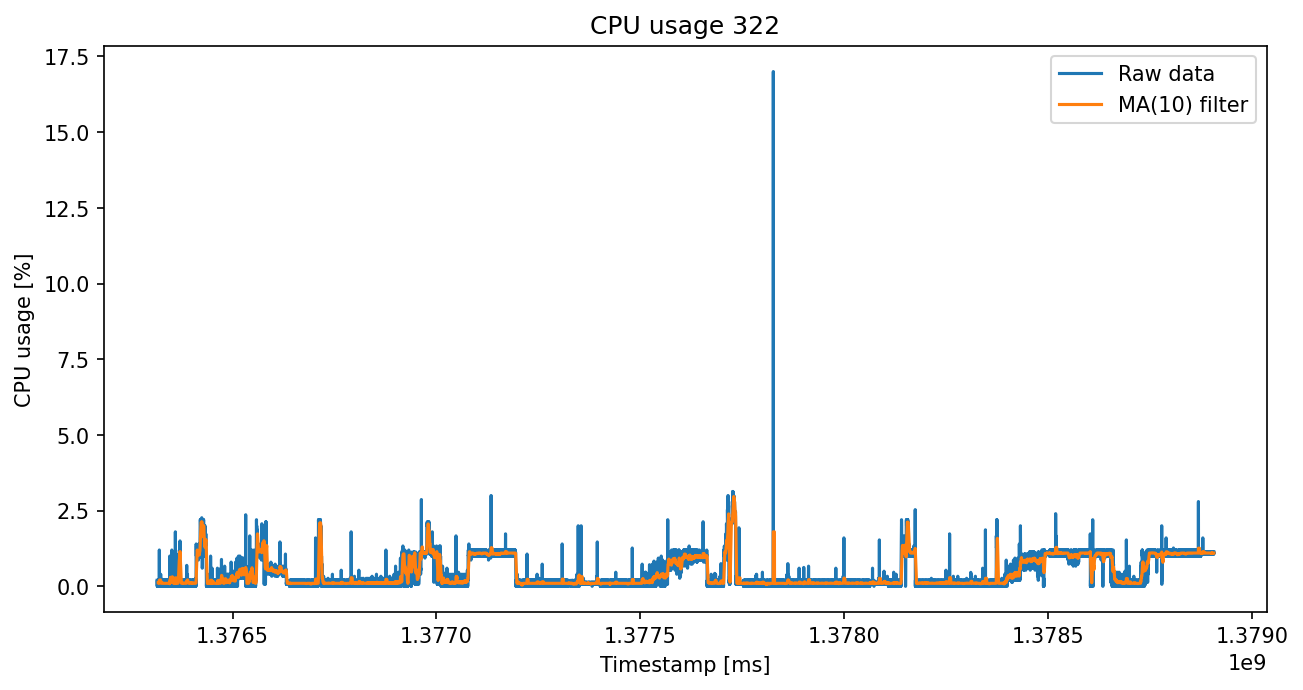 CPU usage 322
17.5
15.0
12.5
10.0
7.5
5.0
2.5
0.0
CPU usage [%]
Raw data
MA(10) filter
1.3765
1.3770
1.3775
1.3780
1.3785
1.3790
1e9
Timestamp [ms]